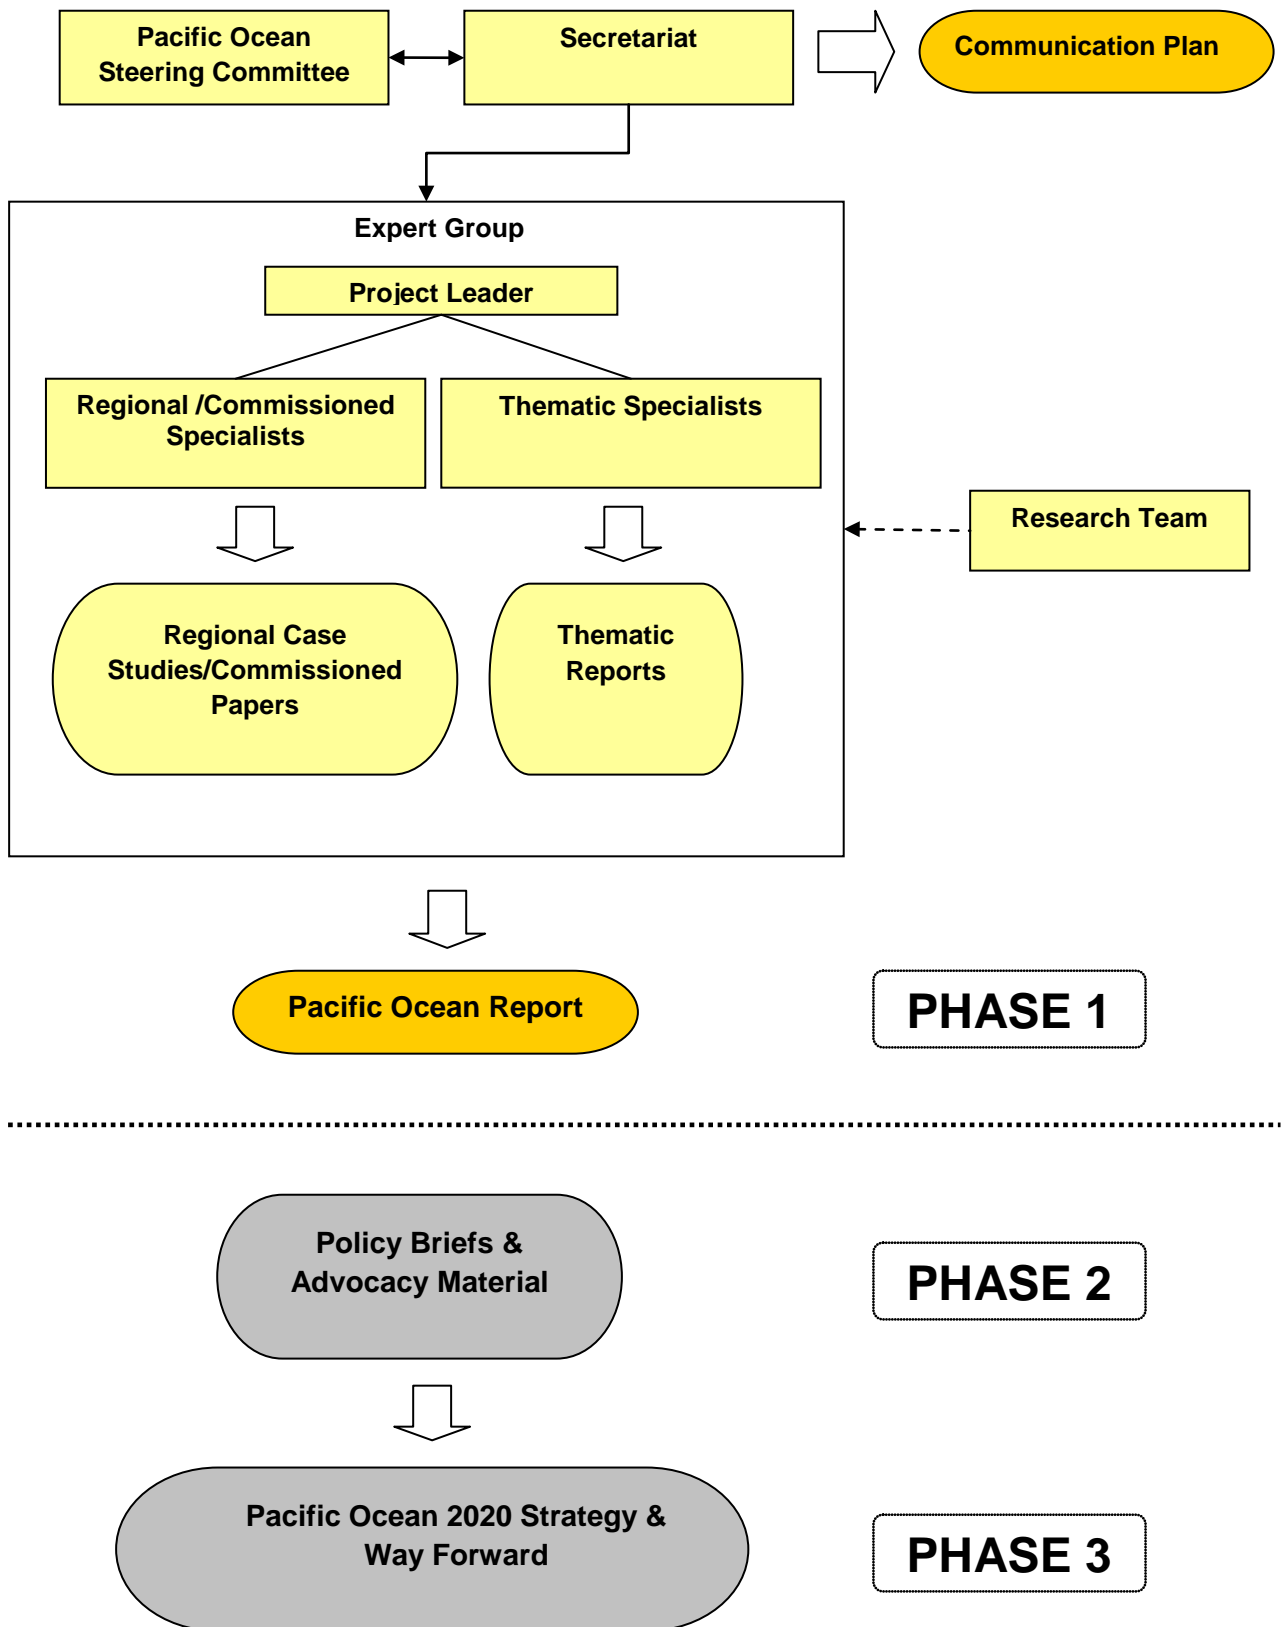 Pacific Ocean
Steering Committee
Secretariat
Communication Plan
Expert Group
Project Leader
Regional /Commissioned
Specialists
Thematic Specialists
Research Team
Regional Case
Studies/Commissioned
Papers
Thematic
Reports
Pacific Ocean Report
PHASE 1
Policy Briefs &
Advocacy Material
PHASE 2
Pacific Ocean 2020 Strategy &
Way Forward
PHASE 3